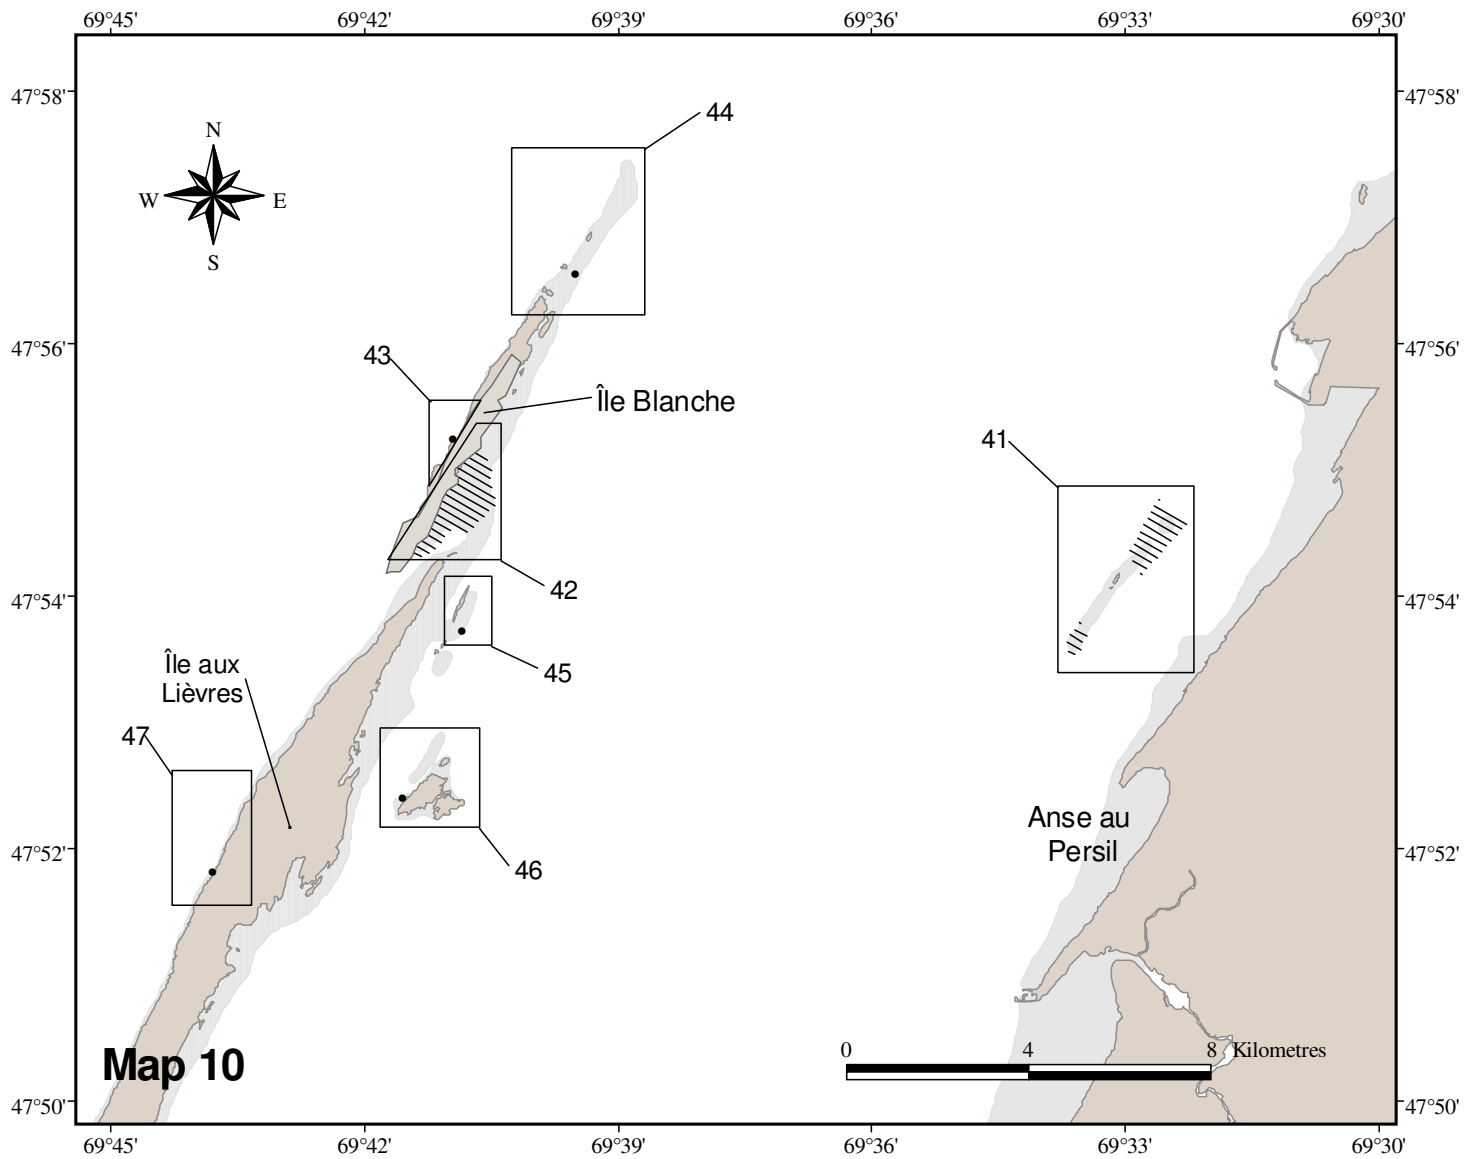 69°45' 69°42' 69°39' 69°36' 69°33' 69°30'
47°58' 47°58'
44
N
W E
S
47°56' 47°56'
43
Île Blanche
41
42
47°54' 47°54'
45
Île aux
Lièvres
47
Anse au
Persil
47°52' 47°52'
46
0 4 8 Kilometres
Map 10
47°50' 47°50'
69°45' 69°42' 69°39' 69°36' 69°33' 69°30'